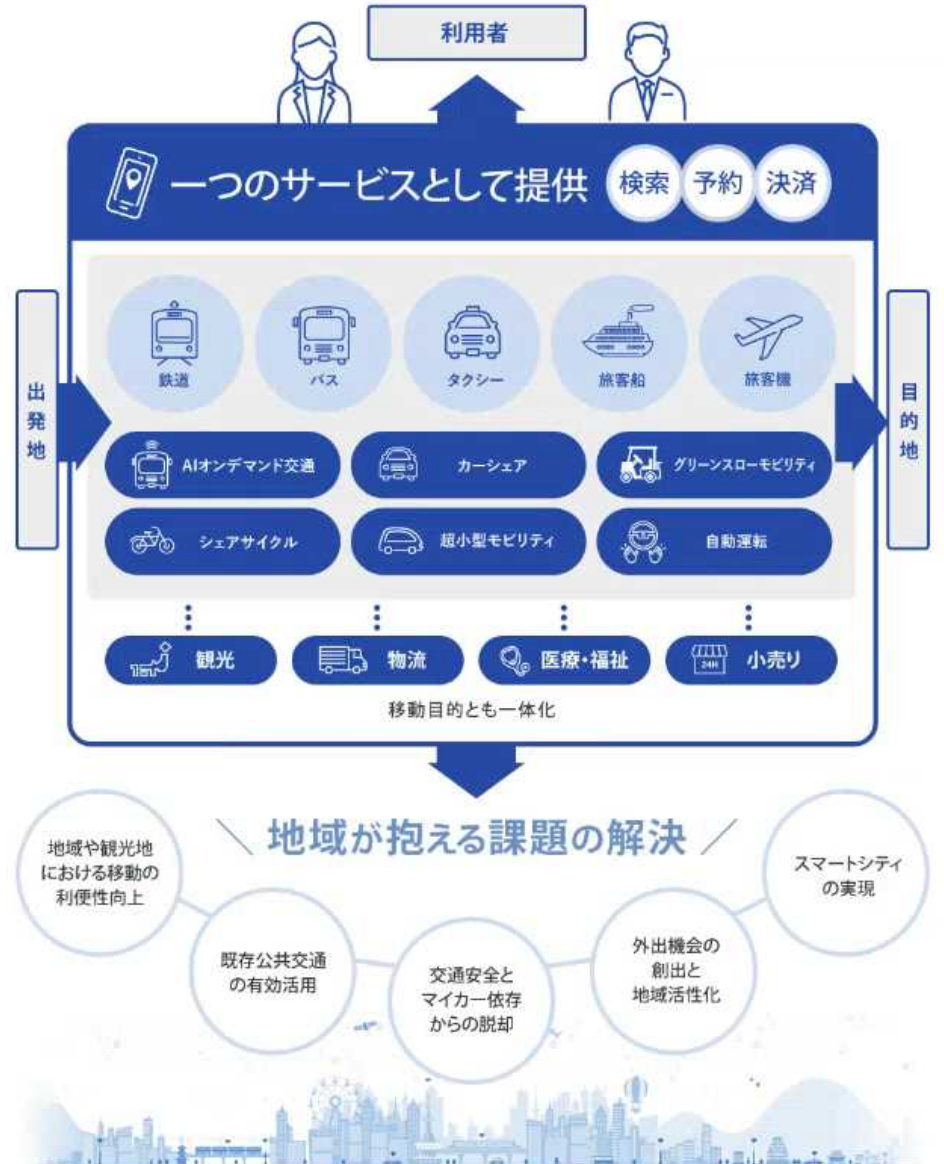 利用者
一つのサービスとして提供
検索
予約
決済
出発地
目的地
鉄道
バス
タクシー
旅客船
旅客機
AIオンデマンド交通
カーシェア
グリーンスローモビリティ
シェアサイクル
超小型モビリティ
自動運転
観光
物流
医療・福祉
24H
小売り
移動目的とも一体化
地域が抱える課題の解決
地域や観光地
における移動の
利便性向上
既存公共交通
の有効活用
交通安全と
マイカー依存
からの脱却
外出機会の
創出と
地域活性化
スマートシティ
の実現